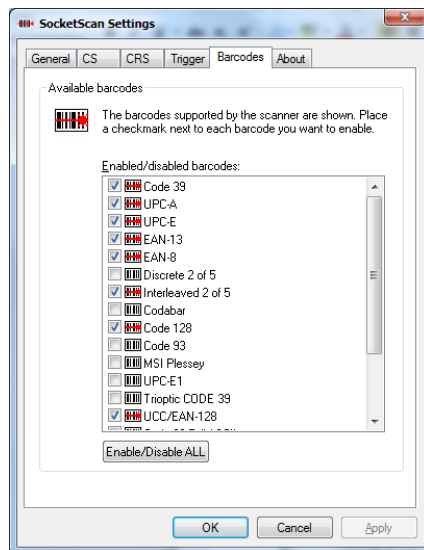 SocketScan Settings
General CS CRS Trigger Barcodes About
Available barcodes
The barcodes supported by the scanner are shown. Place
a checkmark next to each barcode you want to enable.
Enabled/disabled barcodes:
Code 39
UPC-A
UPC-E
EAN-13
EAN-8
Discrete 2 of 5
Interleaved 2 of 5
Codabar
Code 128
Code 93
MSI Plessey
UPC-E1
Trioptic CODE 39
UCC/EAN-128
Enable/Disable ALL
OK Cancel Apply